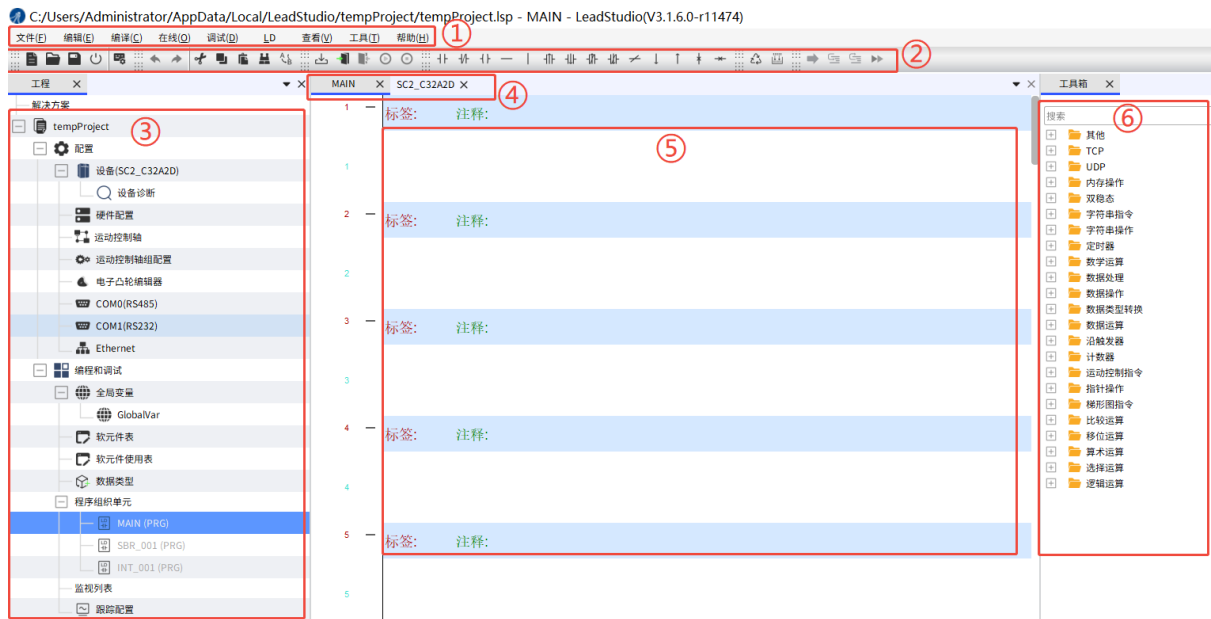 C:/Users/Administrator/AppData/Local/LeadStudio/tempProject/tempProject.lsp - MAIN - LeadStudio(V3.1.6.0-r11474)
文件(F) 编辑(E) 编译(C) 在线(O) 调试(D) LD 查看(V) 工具(T) 帮助(H) ①
②
工程
解决方案
tempProject
③
配置
设备(SC2_C32A2D)
设备诊断
硬件配置
运动控制轴
运动控制轴组配置
电子凸轮编辑器
COM0(RS485)
COM1(RS232)
Ethernet
编程和调试
全局变量
GlobalVar
软元件表
软元件使用表
数据类型
程序组织单元
MAIN (PRG)
SBR_001 (PRG)
INT_001 (PRG)
监视列表
跟踪配置
MAIN SC2_C32A2D
④
1 标签: 注释:
⑤
1
2 标签: 注释:
2
3 标签: 注释:
3
4 标签: 注释:
4
5 标签: 注释:
5
工具箱
搜索
⑥
其他
TCP
UDP
内存操作
双稳态
字符串指令
字符串操作
定时器
数学运算
数据处理
数据操作
数据类型转换
数据运算
沿触发器
计数器
运动控制指令
指针操作
梯形图指令
比较运算
移位运算
算术运算
选择运算
逻辑运算